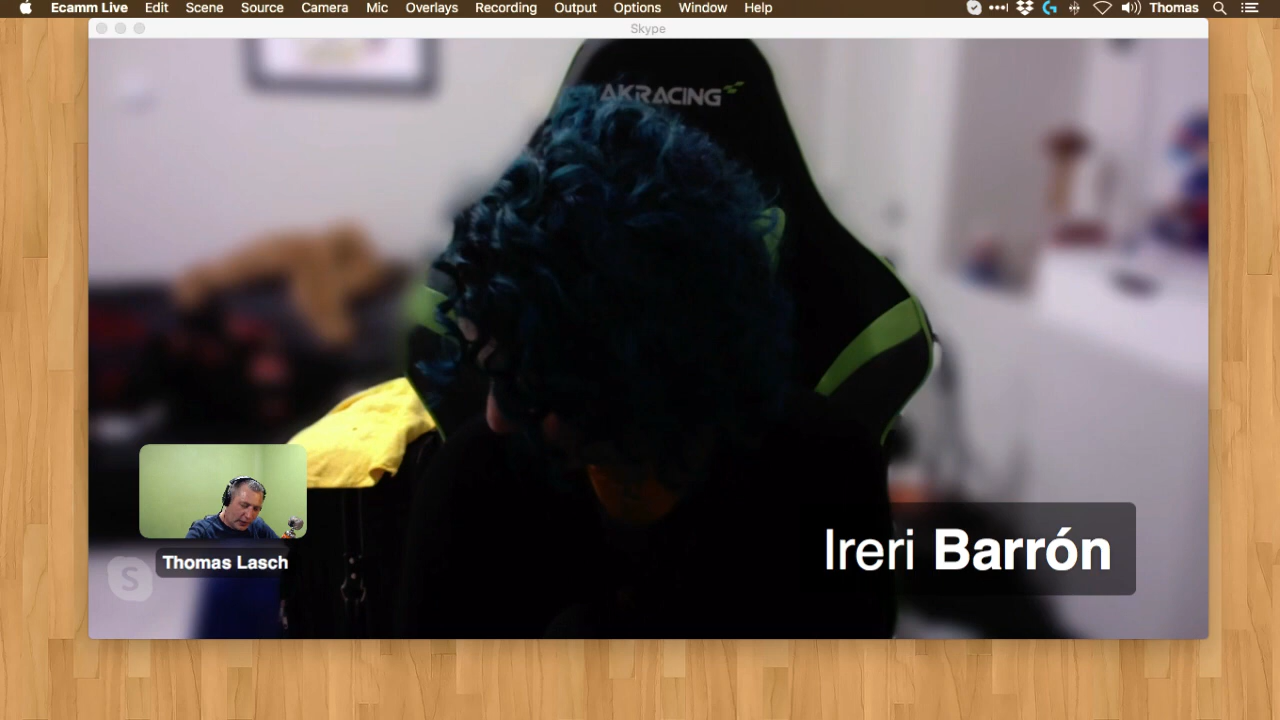 Ecamm Live Edit Scene Source Camera Mic Overlays Recording Output Options Window Help Thomas
Skype
AKRACING
Ireri Barrón
Thomas Lasch
S